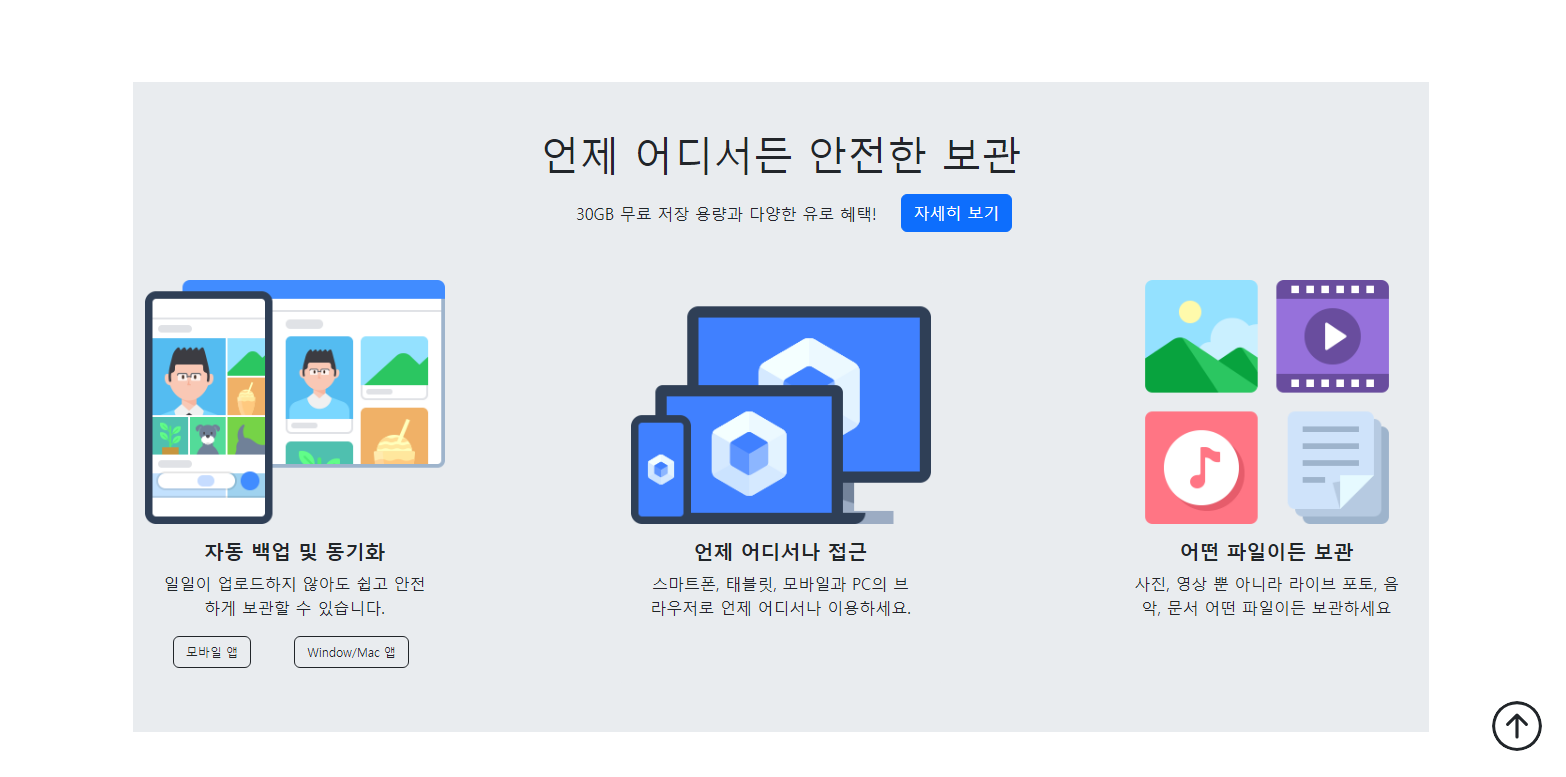 언제 어디서든 안전한 보관
30GB 무료 저장 용량과 다양한 유로 혜택!
자세히 보기
자동 백업 및 동기화
일일이 업로드하지 않아도 쉽고 안전
하게 보관할 수 있습니다.
모바일 앱
Window/Mac 앱
언제 어디서나 접근
스마트폰, 태블릿, 모바일과 PC의 브
라우저로 언제 어디서나 이용하세요.
어떤 파일이든 보관
사진, 영상 뿐 아니라 라이브 포토, 음
악, 문서 어떤 파일이든 보관하세요